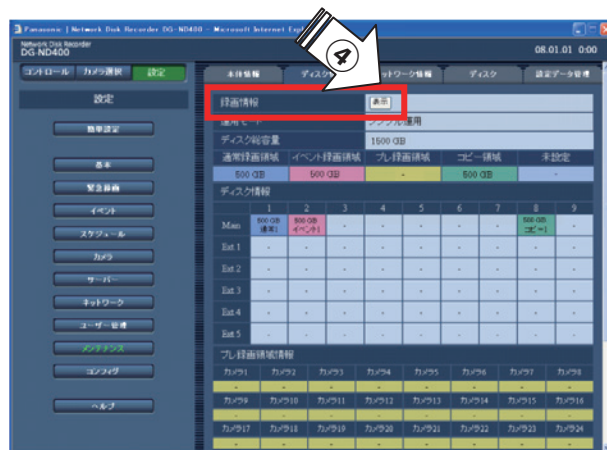 Panasonic | Network Disk Recorder DG-ND400 - Microsoft Internet Expl
Network Disk Recorder
DG-ND400
08.01.01 0:00
④
コントロール カメラ選択 設定
本体情報 ディスク ットワーク情報 ディスク 設定データ管理
設定
簡単設定
基本
緊急録画
イベント
スケジュール
カメラ
サーバー
ネットワーク
ユーザー管理
メンテナンス
コンフィグ
ヘルプ
録画情報 表示
運用モード シンプル運用
ディスク総容量 1500 GB
通常録画領域 イベント録画領域 プレ録画領域 コピー領域 未設定
500 GB 500 GB - 500 GB -
ディスク情報
1 2 3 4 5 6 7 8 9
Main 500 GB 通常1 500 GB イベント1 - - - - - 500 GB コピー1 -
Ext.1 - - - - - - - - -
Ext.2 - - - - - - - - -
Ext.3 - - - - - - - - -
Ext.4 - - - - - - - - -
Ext.5 - - - - - - - - -
プレ録画領域情報
カメラ1 カメラ2 カメラ3 カメラ4 カメラ5 カメラ6 カメラ7 カメラ8
- - - - - - - -
カメラ9 カメラ10 カメラ11 カメラ12 カメラ13 カメラ14 カメラ15 カメラ16
- - - - - - - -
カメラ17 カメラ18 カメラ19 カメラ20 カメラ21 カメラ22 カメラ23 カメラ24
- - - - - - - -